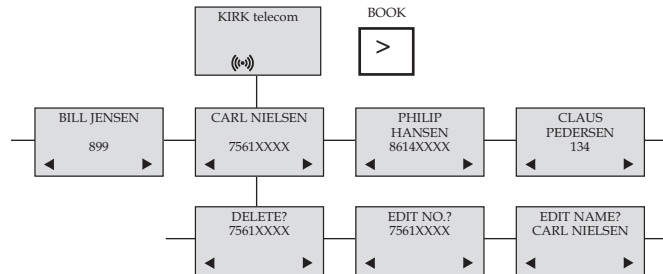 KIRK telecom
BOOK
>
BILL JENSEN
899
CARL NIELSEN
7561XXXX
PHILIP
HANSEN
8614XXXX
CLAUS
PEDERSEN
134
DELETE?
7561XXXX
EDIT NO.?
7561XXXX
EDIT NAME?
CARL NIELSEN